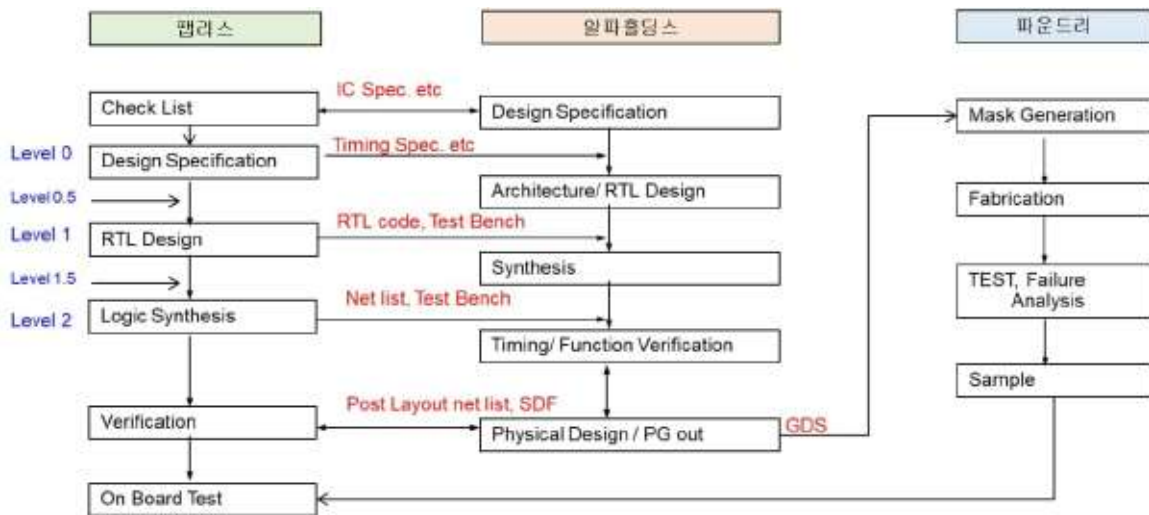 팹리스
알파홀딩스
파운드리
IC Spec. etc
Check List
Design Specification
Mask Generation
Level 0
Design Specification
Timing Spec. etc
Level 0.5
Architecture/ RTL Design
Fabrication
Level 1
RTL Design
RTL code, Test Bench
Synthesis
Level 1.5
TEST, Failure
Analysis
Net list, Test Bench
Level 2
Logic Synthesis
Timing/ Function Verification
Sample
Post Layout net list, SDF
Verification
Physical Design / PG out
GDS
On Board Test